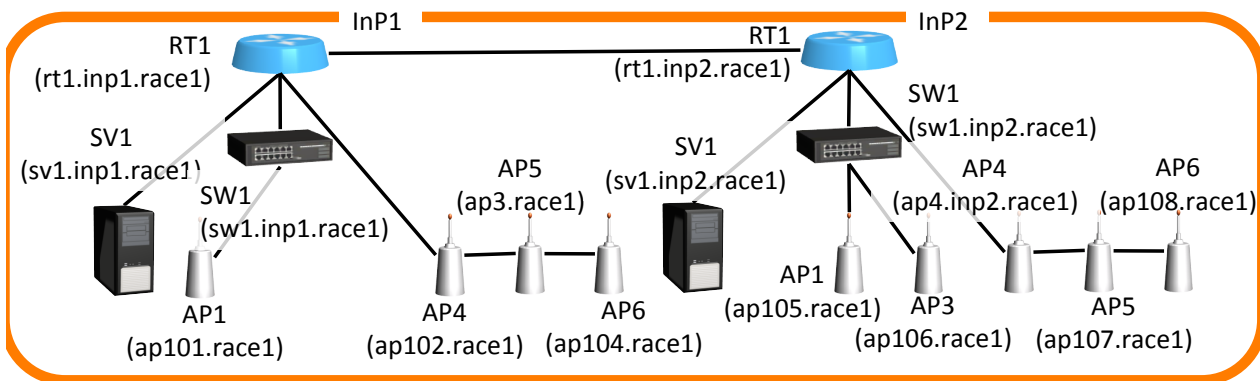 InP1
InP2
RT1
(rt1.inp1.race1)
RT1
(rt1.inp2.race1)
SV1
(sv1.inp1.race1)
SW1
(sw1.inp1.race1)
AP1
(ap101.race1)
AP4
(ap102.race1)
AP5
(ap3.race1)
AP6
(ap104.race1)
SV1
(sv1.inp2.race1)
SW1
(sw1.inp2.race1)
AP1
(ap105.race1)
AP3
(ap106.race1)
AP4
(ap4.inp2.race1)
AP5
(ap107.race1)
AP6
(ap108.race1)